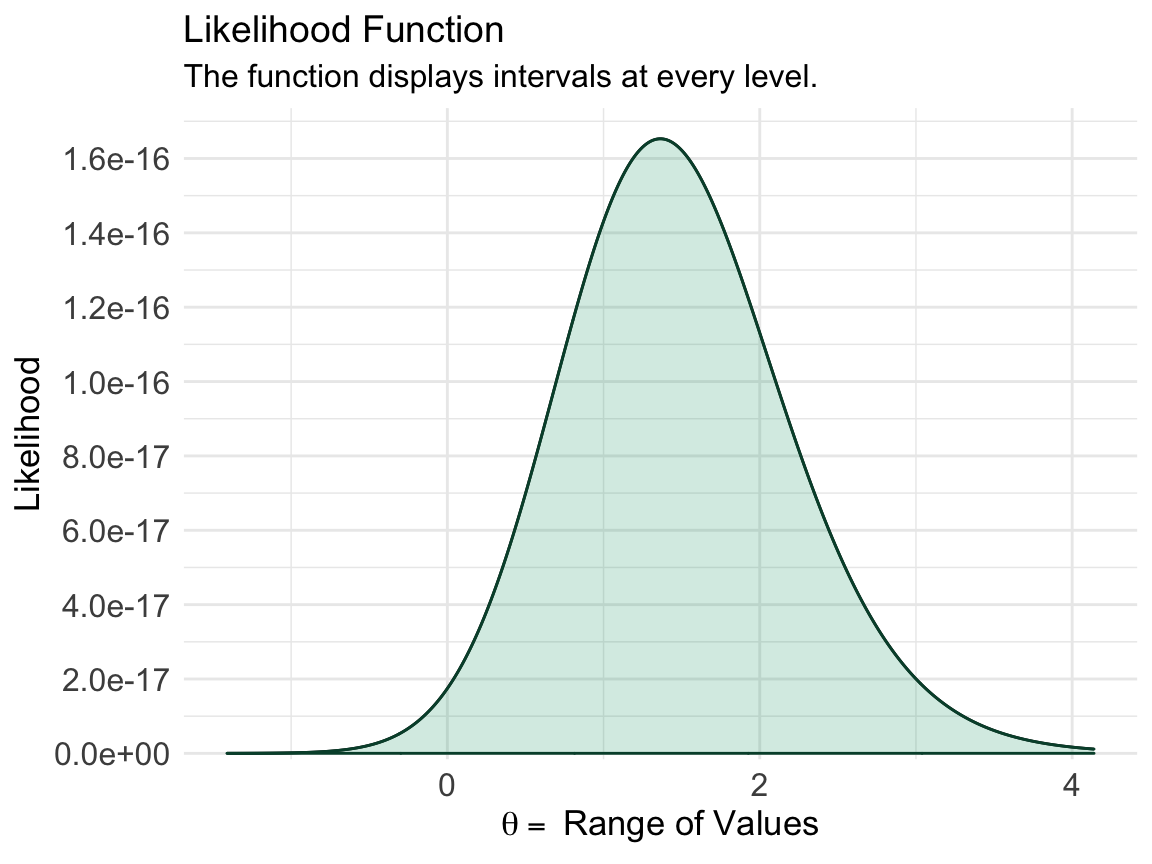 Likelihood Function
The function displays intervals at every level.
Likelihood
1.6e-16
1.4e-16
1.2e-16
1.0e-16
8.0e-17
6.0e-17
4.0e-17
2.0e-17
0.0e+00
0 2 4
θ = Range of Values